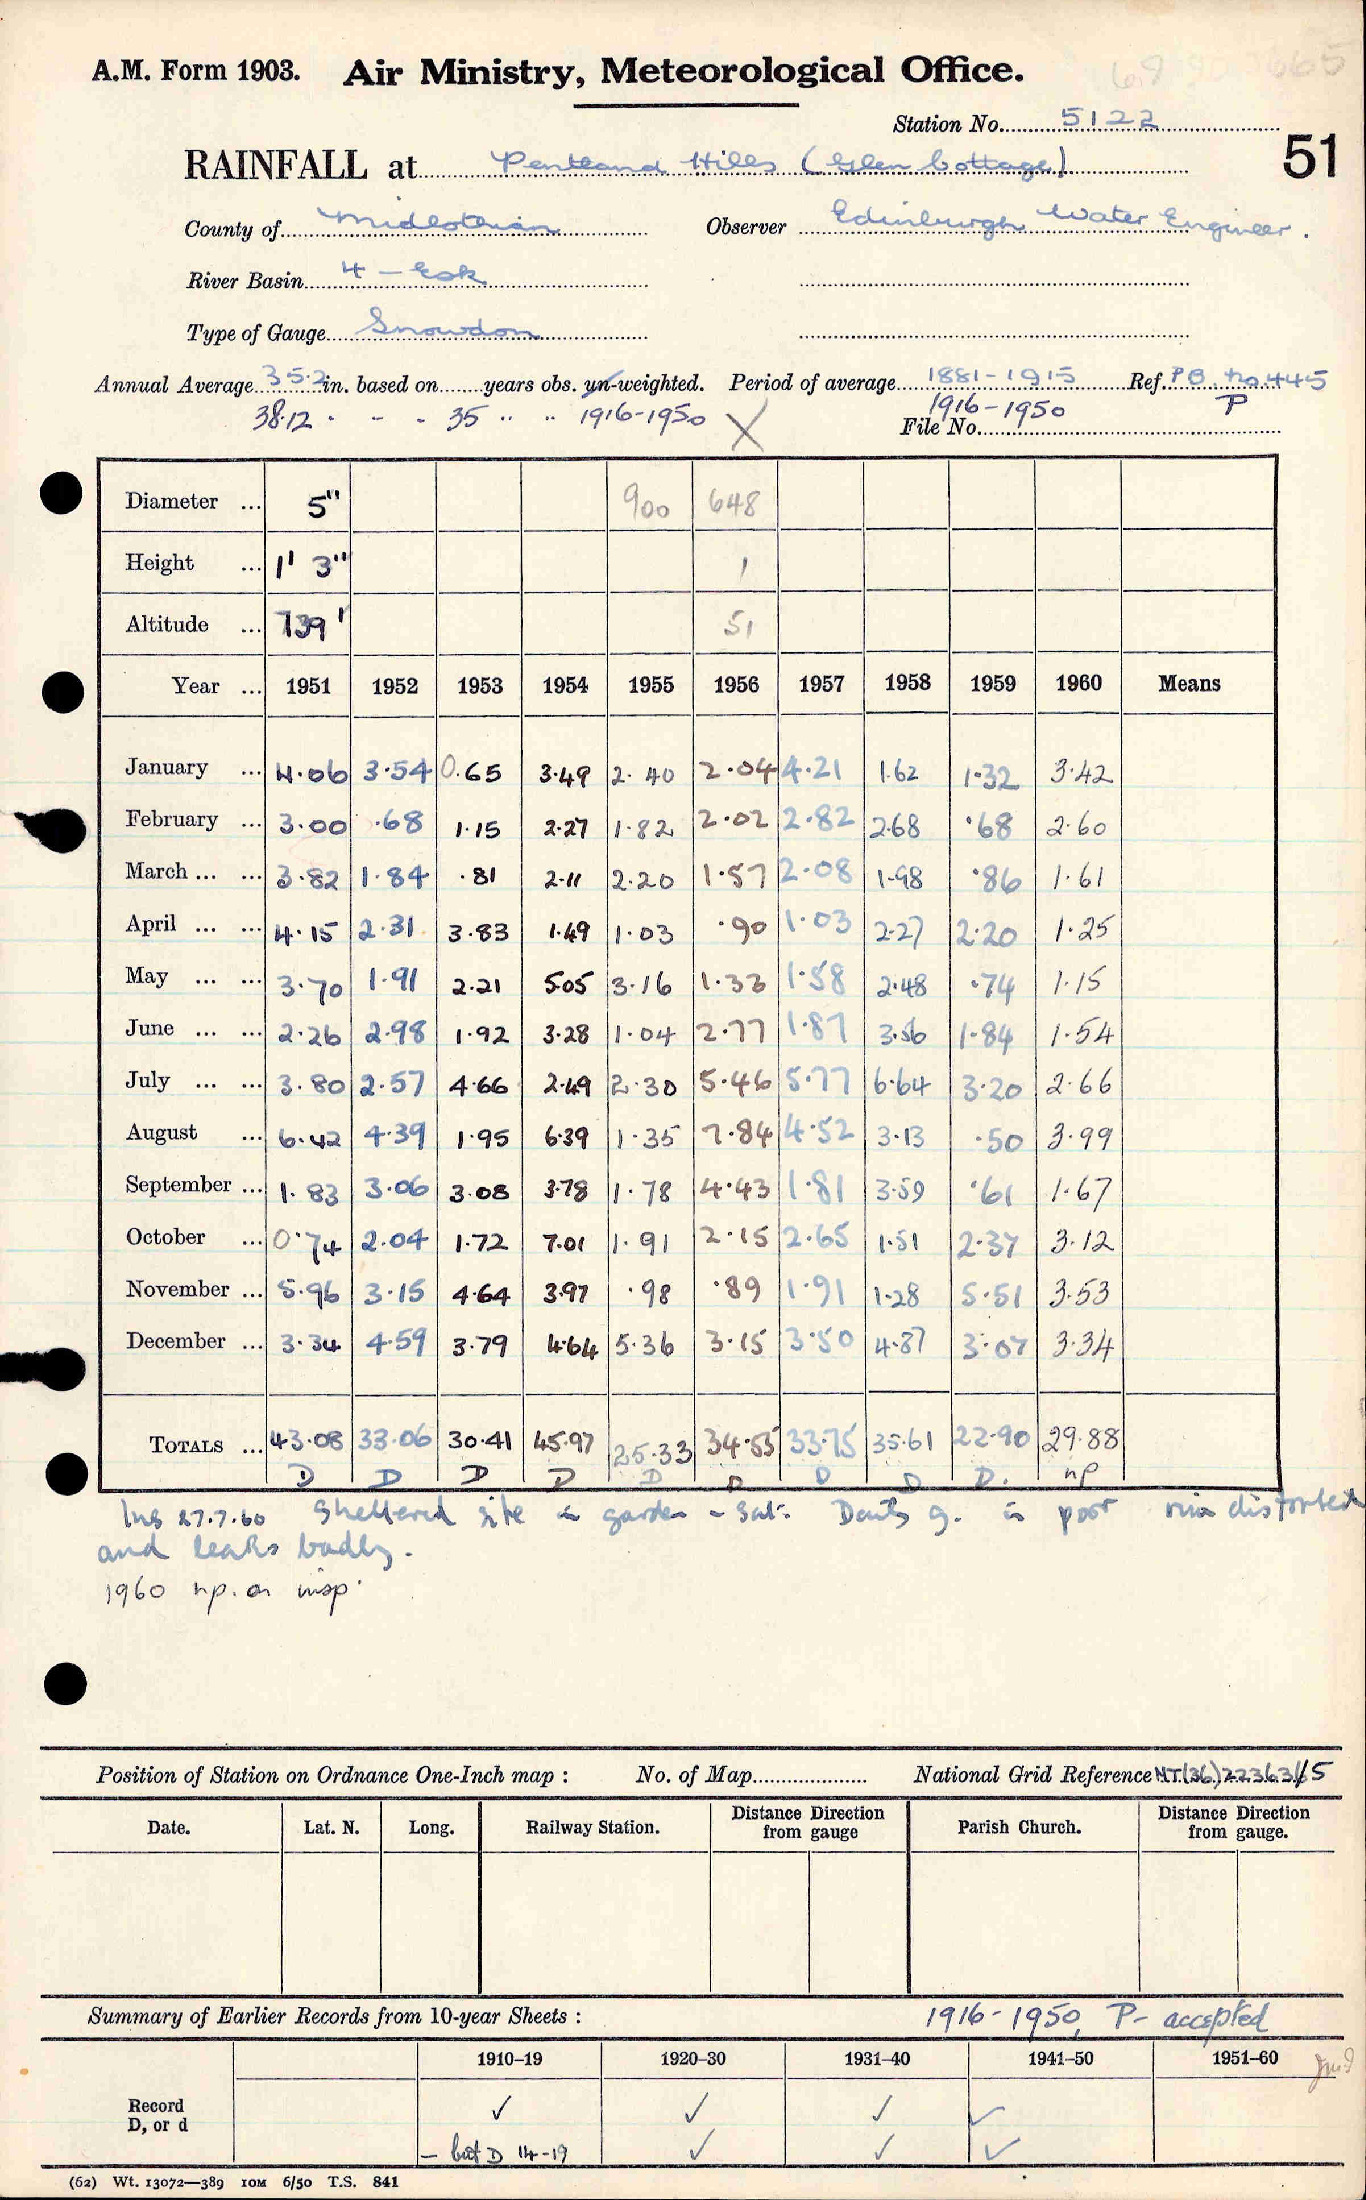 A.M. Form 1903. Air Ministry, Meteorological Office.
Station No. 5122
51
RAINFALL at Pentland Hills (Glen Cottage)
County of Midlothian Observer Edinburgh Water Engineer.
River Basin 4 - Esk
Type of Gauge Snowdon
Annual Average 35.2 in. based on years obs. un-weighted. Period of average 1881-1915 Ref. P.B. No 445
38.12 . - - . 35 " " 1916-1950 X 1916-1950 P
File No.
Diameter ... 5" 900 648
Height ... 1' 3" 1
Altitude ... 739' 51
Year ... 1951 1952 1953 1954 1955 1956 1957 1958 1959 1960 Means
January ... 4.06 3.54 0.65 3.49 2.40 2.04 4.21 1.62 1.32 3.42
February ... 3.00 .68 1.15 2.27 1.82 2.02 2.82 2.68 .68 2.60
March ... ... 3.82 1.84 .81 2.11 2.20 1.57 2.08 1.98 .86 1.61
April ... ... 4.15 2.31 3.83 1.49 1.03 .90 1.03 2.27 2.20 1.25
May ... ... 3.70 1.91 2.21 5.05 3.16 1.33 1.58 2.48 .74 1.15
June ... ... 2.26 2.98 1.92 3.28 1.04 2.77 1.87 3.56 1.84 1.54
July ... ... 3.80 2.57 4.66 2.49 2.30 5.46 5.77 6.64 3.20 2.66
August ... 6.42 4.39 1.95 6.39 1.35 7.84 4.52 3.13 .50 3.99
September ... 1.83 3.06 3.08 3.78 1.78 4.43 1.81 3.59 .61 1.67
October ... 0.74 2.04 1.72 7.01 1.91 2.15 2.65 1.51 2.37 3.12
November ... 5.96 3.15 4.64 3.97 .98 .89 1.91 1.28 5.51 3.53
December ... 3.34 4.59 3.79 4.64 5.36 3.15 3.50 4.87 3.07 3.34
TOTALS ... 43.08 33.06 30.41 45.97 25.33 34.55 33.75 35.61 22.90 29.88
D D D D D D D D D. np
Ins 27.7.60 Sheltered site in garden - Sat. g. is poor rim distorted
and leaks badly.
1960 np. on insp.
Position of Station on Ordnance One-Inch map : No. of Map National Grid Reference N.T.(36)
Date. Lat. N. Long. Railway Station. Distance Direction from gauge Parish Church. Distance Direction from gauge.
Summary of Earlier Records from 10-year Sheets : 1916-1950, P- accepted
1910-19 1920-30 1931-40 1941-50 1951-60
Record ✓ ✓ ✓ ✓
D, or d - but D 14-19 ✓ ✓ ✓
(62) Wt. 13072—389 10M 6/50 T.S. 841